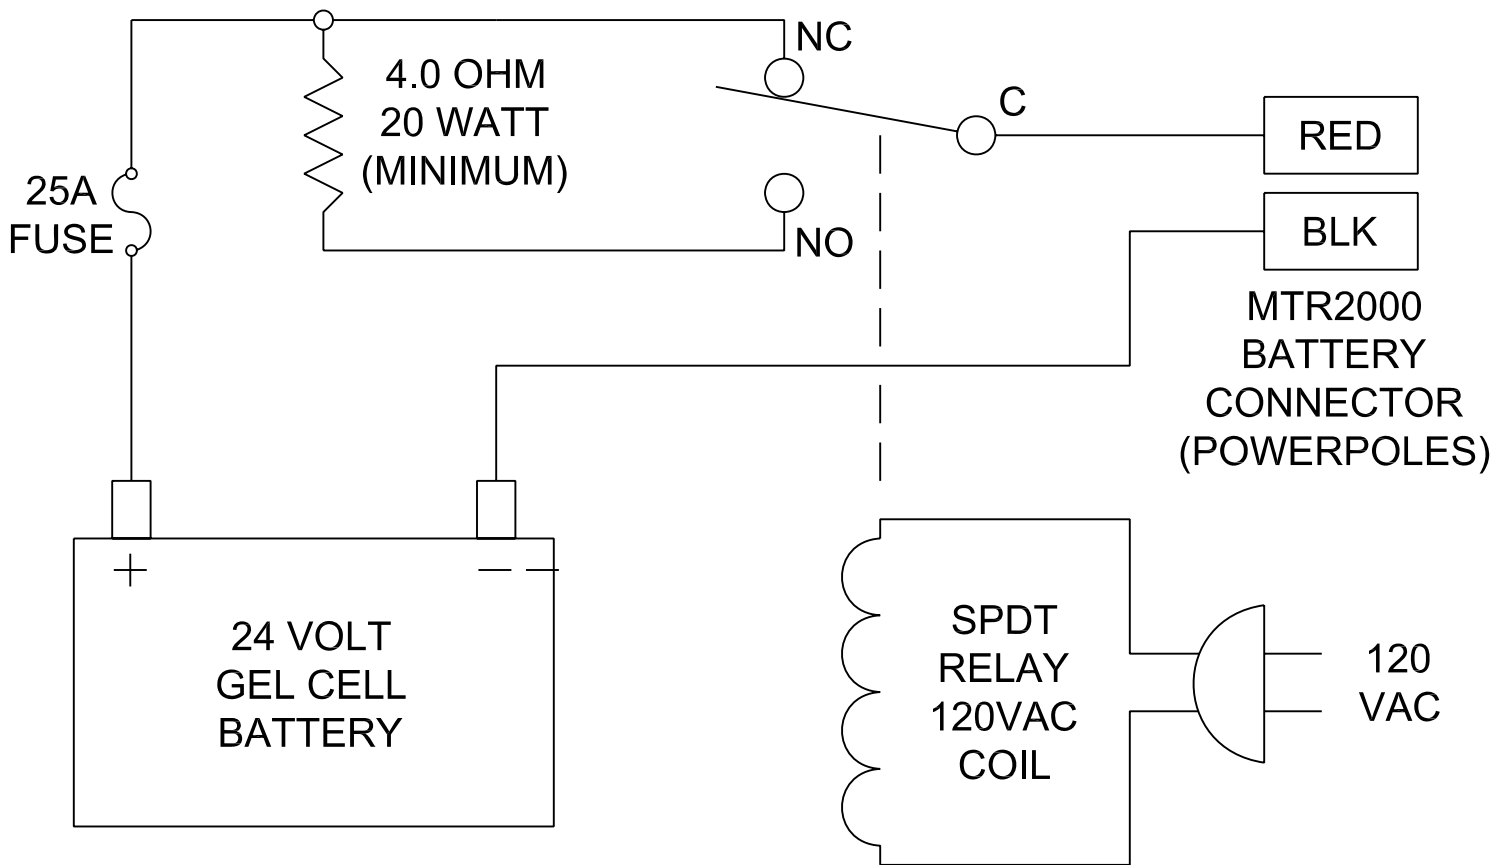 NC
4.0 OHM
20 WATT
(MINIMUM)
C
RED
25A
FUSE
NO
BLK
MTR2000
BATTERY
CONNECTOR
(POWERPOLES)
+
— —
24 VOLT
GEL CELL
BATTERY
SPDT
RELAY
120VAC
COIL
120
VAC